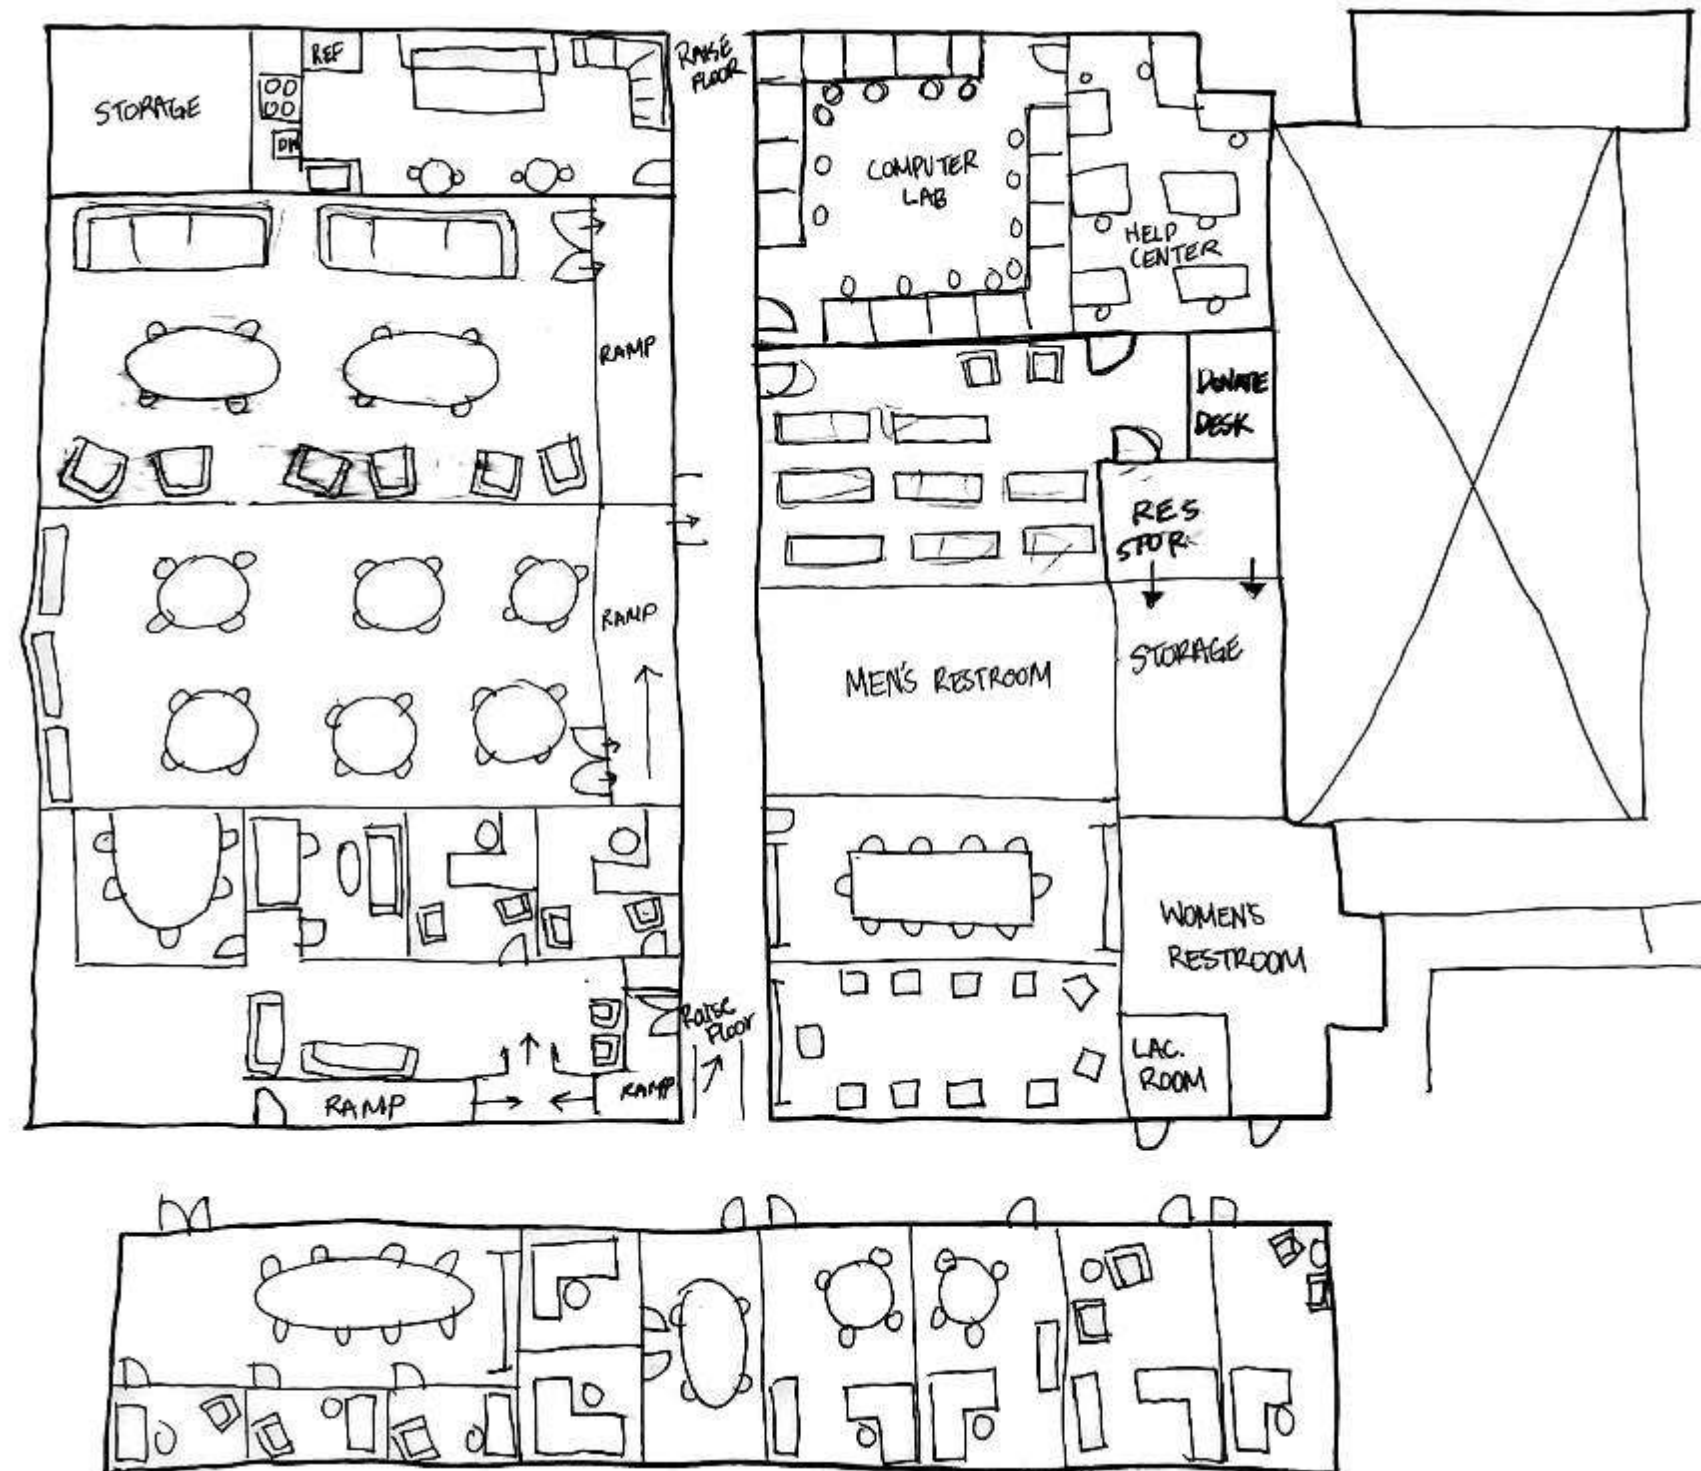 STORAGE
REF
DW
RAISE
FLOOR
COMPUTER
LAB
HELP
CENTER
RAMP
DONATE
DESK
RES
STOR.
RAMP
MEN'S RESTROOM
STORAGE
WOMEN'S
RESTROOM
RAISE
FLOOR
LAC.
ROOM
RAMP
RAMP